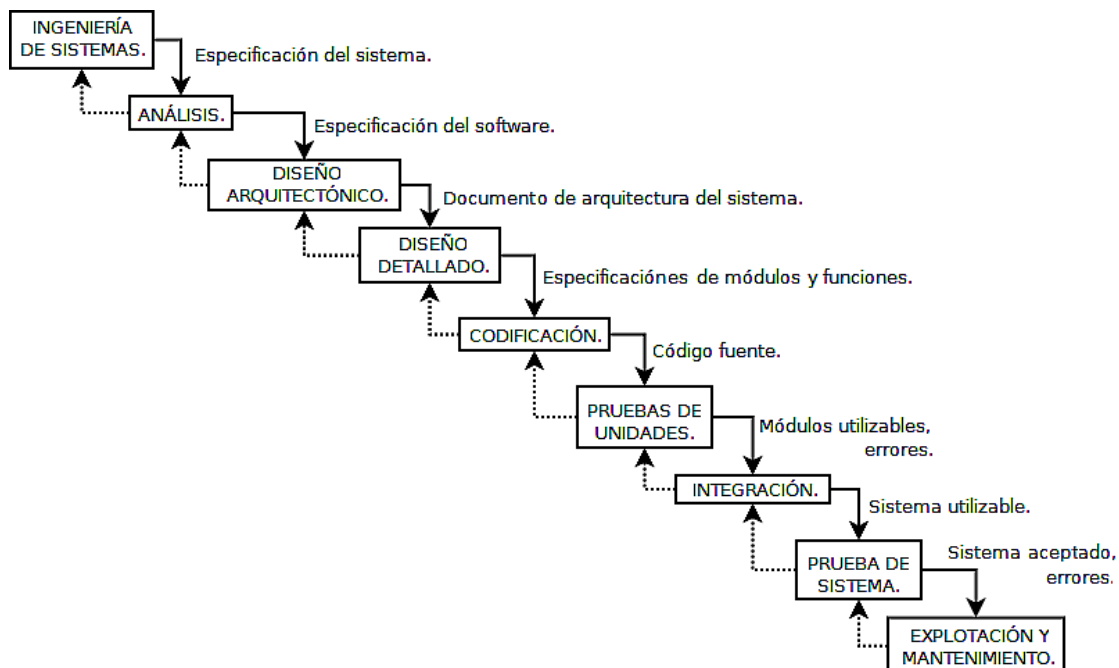 INGENIERÍA
DE SISTEMAS.
Especificación del sistema.
ANÁLISIS.
Especificación del software.
DISEÑO
ARQUITECTÓNICO.
Documento de arquitectura del sistema.
DISEÑO
DETALLADO.
Especificaciónes de módulos y funciones.
CODIFICACIÓN.
Código fuente.
PRUEBAS DE
UNIDADES.
Módulos utilizables,
errores.
INTEGRACIÓN.
Sistema utilizable.
PRUEBA DE
SISTEMA.
Sistema aceptado,
errores.
EXPLOTACIÓN Y
MANTENIMIENTO.